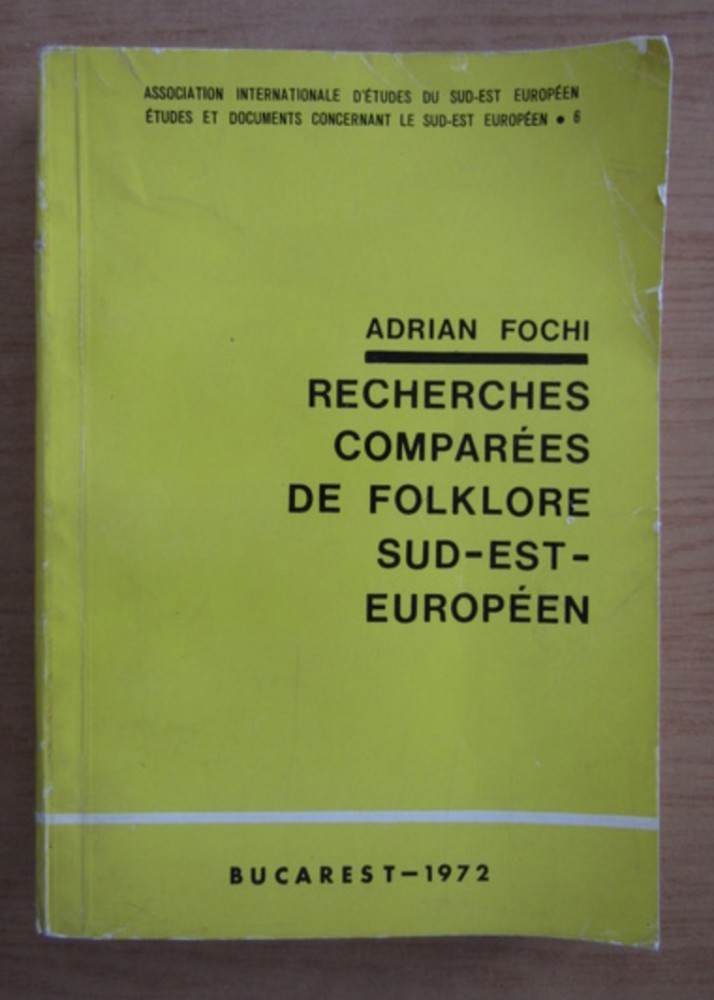 ASSOCIATION INTERNATIONALE D'ÉTUDES DU SUD-EST EUROPÉEN
ÉTUDES ET DOCUMENTS CONCERNANT LE SUD-EST EUROPÉEN • 6
ADRIAN FOCHI
RECHERCHES
COMPARÉES
DE FOLKLORE
SUD-EST-
EUROPÉEN
BUCAREST—1972